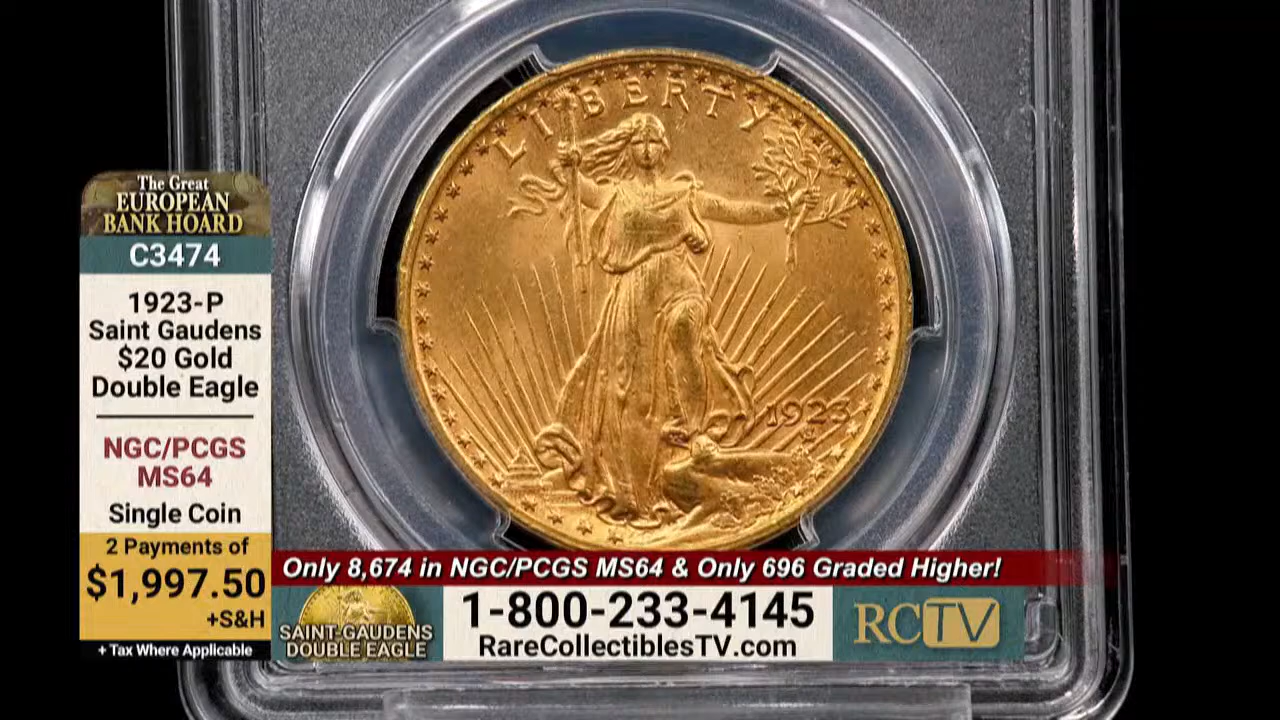 LIBERTY
1923
The Great
EUROPEAN
BANK HOARD
C3474
1923-P
Saint Gaudens
$20 Gold
Double Eagle
NGC/PCGS
MS64
Single Coin
2 Payments of
$1,997.50
+S&H
+ Tax Where Applicable
Only 8,674 in NGC/PCGS MS64 & Only 696 Graded Higher!
SAINT-GAUDENS
DOUBLE EAGLE
1-800-233-4145
RareCollectiblesTV.com
RCTV